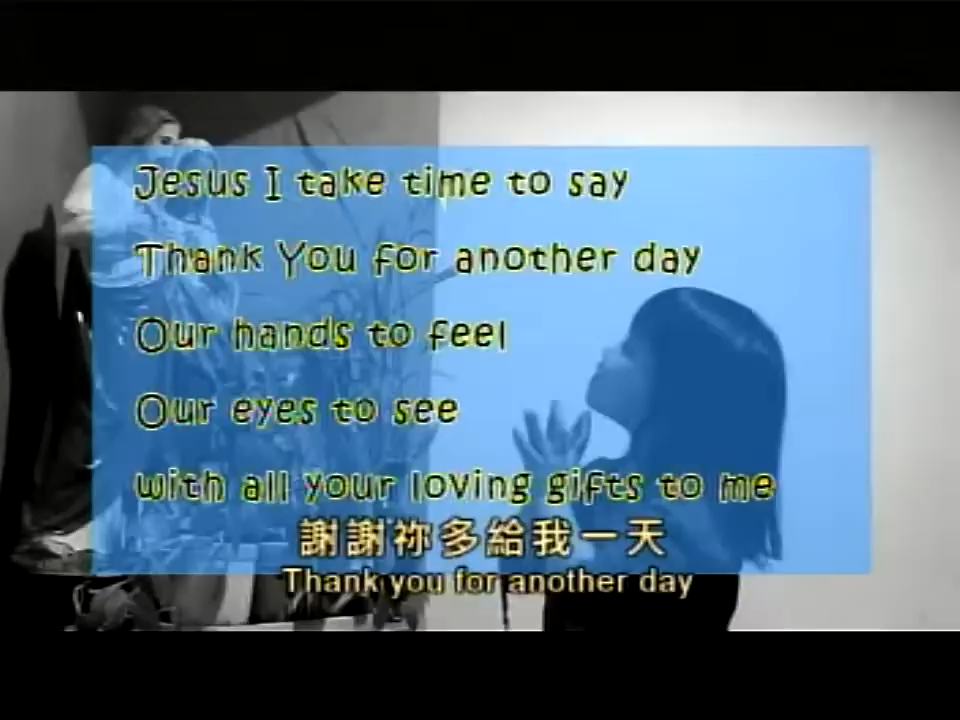 Jesus I take time to say
Thank You for another day
Our hands to feel
Our eyes to see
with all your loving gifts to me
謝謝祢多給我一天
Thank you for another day